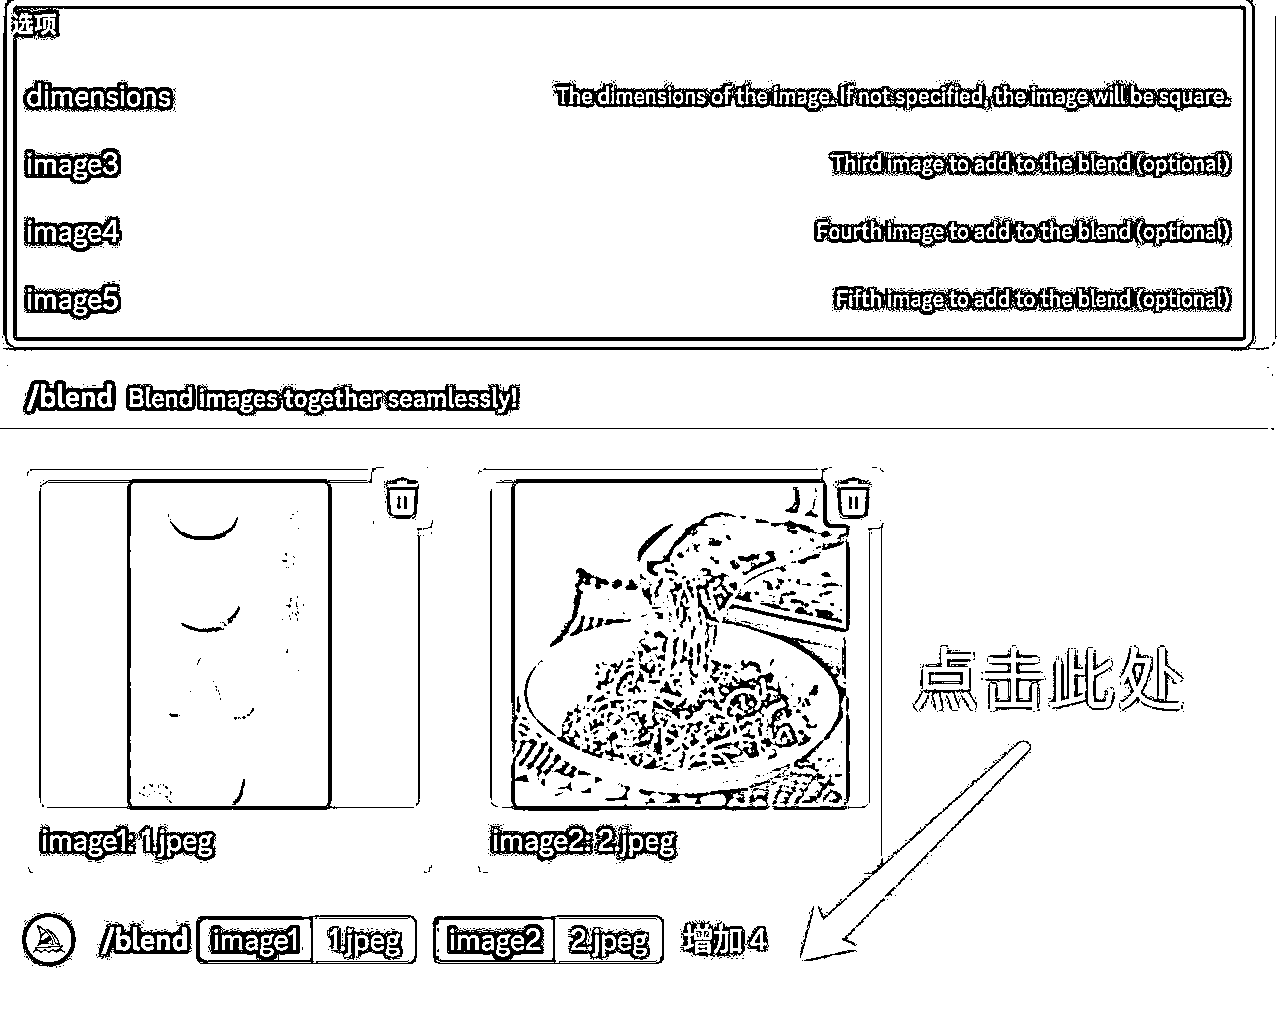 选项
dimensions The dimensions of the image. If not specified, the image will be square.
image3 Third image to add to the blend (optional)
image4 Fourth image to add to the blend (optional)
image5 Fifth image to add to the blend (optional)
/blend Blend images together seamlessly!
点击此处
image1: 1.jpeg image2: 2.jpeg
/blend image1 1.jpeg image2 2.jpeg 增加 4